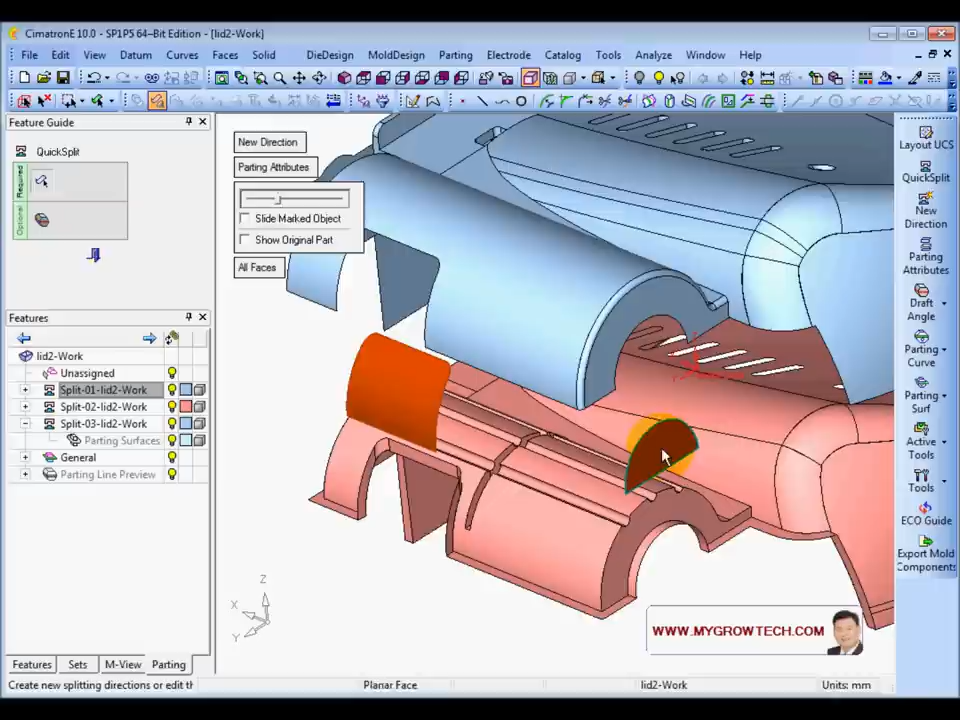 CimatronE 10.0 - SP1P5 64-Bit Edition - [lid2-Work]
File Edit View Datum Curves Faces Solid DieDesign MoldDesign Parting Electrode Catalog Tools Analyze Window Help
Feature Guide
QuickSplit
Required
Optional
New Direction
Parting Attributes
Slide Marked Object
Show Original Part
All Faces
Features
lid2-Work
Unassigned
Split-01-lid2-Work
Split-02-lid2-Work
Split-03-lid2-Work
Parting Surfaces
General
Parting Line Preview
Z
X
Y
Layout UCS
QuickSplit
New
Direction
Parting
Attributes
Draft
Angle
Parting
Curve
Parting
Surf
Active
Tools
Tools
ECO Guide
Export Mold
Components
WWW.MYGROWTECH.COM
Features Sets M-View Parting
Create new splitting directions or edit th
Planar Face
lid2-Work
Units: mm